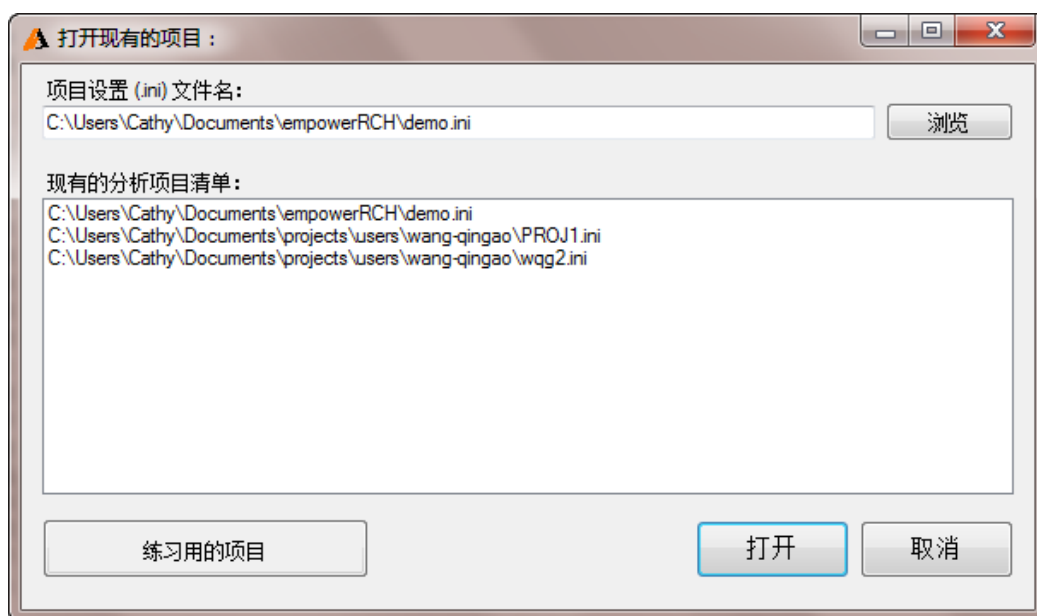 打开现有的项目：
项目设置 (.ini) 文件名：
C:\Users\Cathy\Documents\empowerRCH\demo.ini
浏览
现有的分析项目清单：
C:\Users\Cathy\Documents\empowerRCH\demo.ini
C:\Users\Cathy\Documents\projects\users\wang-qingao\PROJ1.ini
C:\Users\Cathy\Documents\projects\users\wang-qingao\wqg2.ini
练习用的项目
打开
取消